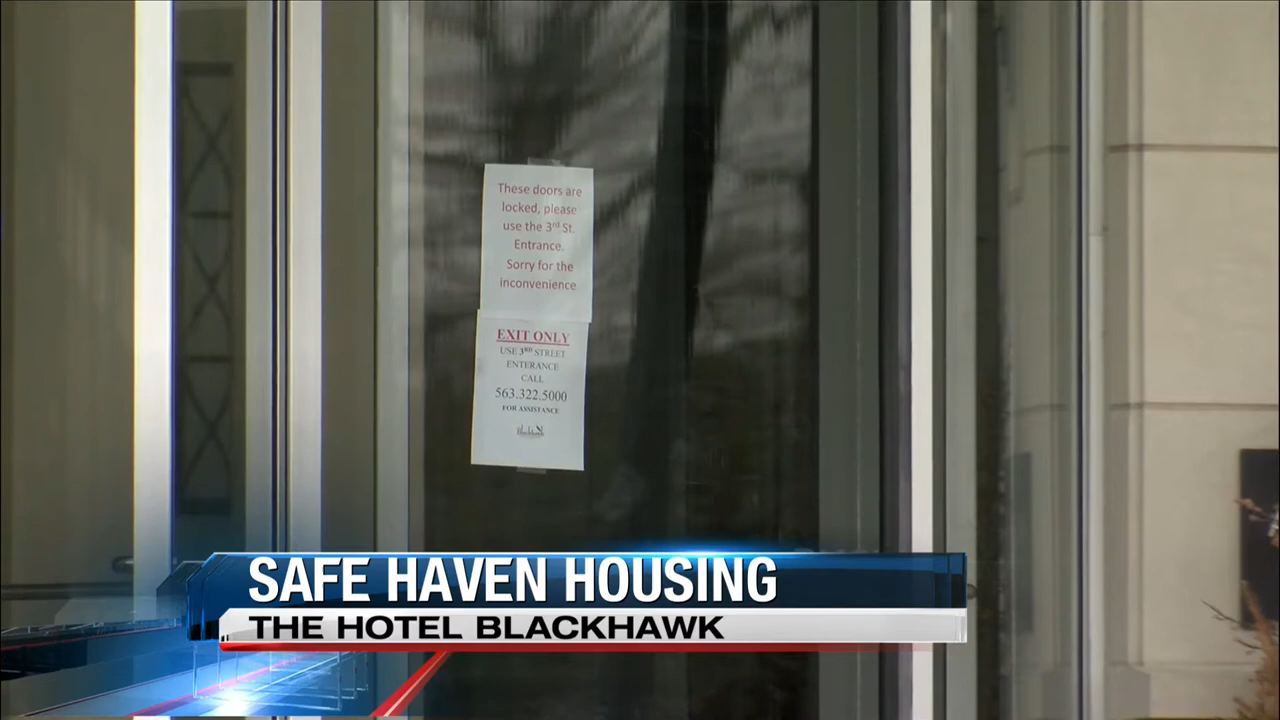 These doors are
locked, please
use the 3rd St.
Entrance.
Sorry for the
inconvenience
EXIT ONLY
USE 3RD STREET
ENTERANCE
CALL
563.322.5000
FOR ASSISTANCE
SAFE HAVEN HOUSING
THE HOTEL BLACKHAWK